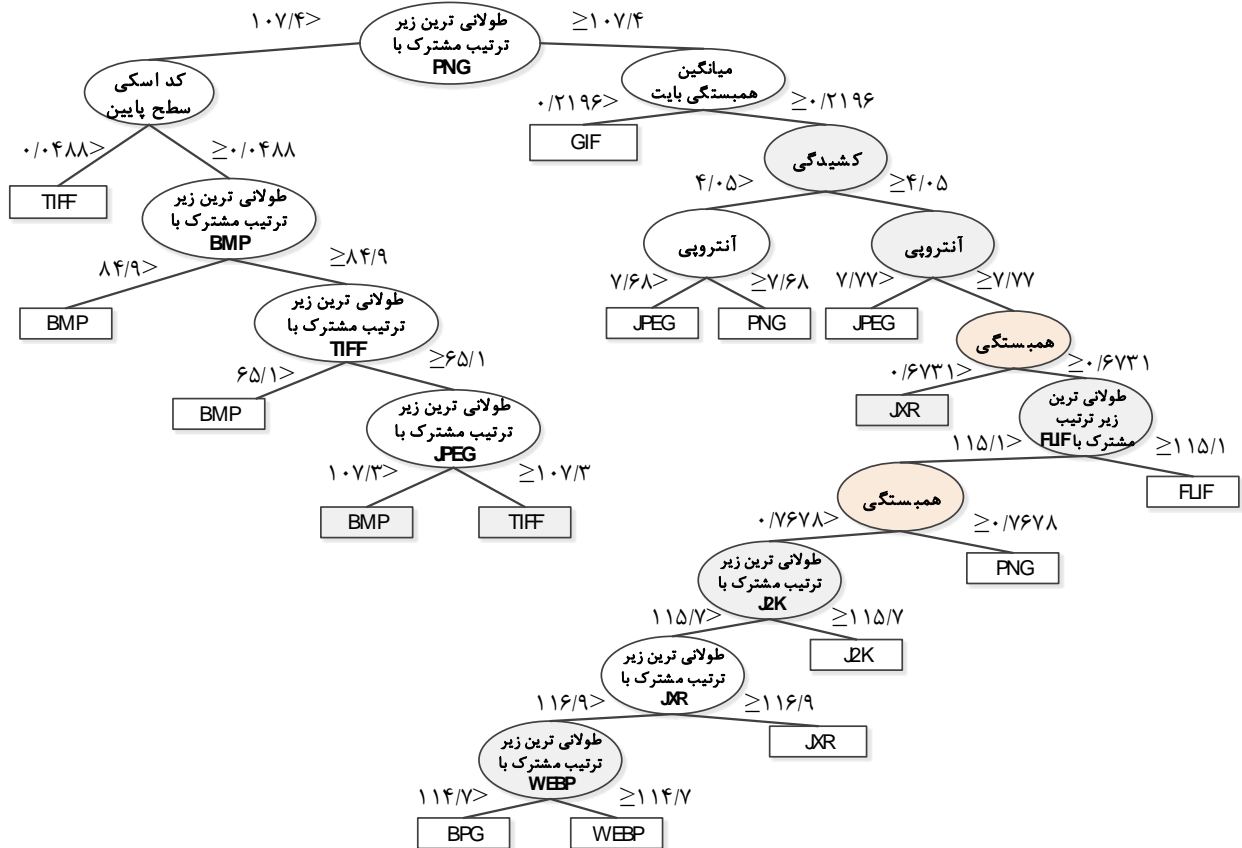 طولانی ترین زیر
ترتیب مشترک با
PNG
۱۰۷/۴>
≥۱۰۷/۴
کد اسکی
سطح پایین
میانگین
همبستگی بایت
۰/۰۴۸۸>
≥۰/۰۴۸۸
۰/۲۱۹۶>
≥۰/۲۱۹۶
TIFF
GIF
طولانی ترین زیر
ترتیب مشترک با
BMP
کشیدگی
۸۴/۹>
≥۸۴/۹
۴/۰۵>
≥۴/۰۵
BMP
طولانی ترین زیر
ترتیب مشترک با
TIFF
آنتروپی
آنتروپی
۷/۶۸>
≥۷/۶۸
۷/۷۷>
≥۷/۷۷
JPEG
PNG
JPEG
همبستگی
۶۵/۱>
≥۶۵/۱
۰/۶۷۳۱>
≥۰/۶۷۳۱
BMP
طولانی ترین زیر
ترتیب مشترک با
JPEG
JXR
طولانی ترین
زیر ترتیب
مشترک با FLIF
۱۰۷/۳>
≥۱۰۷/۳
۱۱۵/۱>
≥۱۱۵/۱
BMP
TIFF
همبستگی
FLIF
۰/۷۶۷۸>
≥۰/۷۶۷۸
طولانی ترین زیر
ترتیب مشترک با
J2K
PNG
۱۱۵/۷>
≥۱۱۵/۷
طولانی ترین زیر
ترتیب مشترک با
JXR
J2K
۱۱۶/۹>
≥۱۱۶/۹
طولانی ترین زیر
ترتیب مشترک با
WEBP
JXR
۱۱۴/۷>
≥۱۱۴/۷
BPG
WEBP